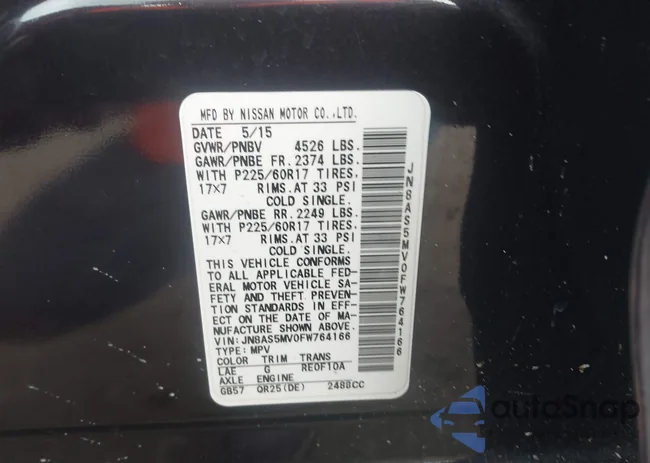 MFD BY NISSAN MOTOR CO.,LTD.
DATE 5/15
GVWR/PNBV 4526 LBS.
GAWR/PNBE FR. 2374 LBS.
WITH P225/60R17 TIRES.
17X7 RIMS.AT 33 PSI
COLD SINGLE.
GAWR/PNBE RR. 2249 LBS.
WITH P225/60R17 TIRES.
17X7 RIMS.AT 33 PSI
COLD SINGLE.
THIS VEHICLE CONFORMS
TO ALL APPLICABLE FED-
ERAL MOTOR VEHICLE SA-
FETY AND THEFT PREVEN-
TION STANDARDS IN EFF-
ECT ON THE DATE OF MA-
NUFACTURE SHOWN ABOVE.
VIN:JN8AS5MV0FW764166
TYPE:MPV
COLOR TRIM TRANS
LAE G RE0F10A
AXLE ENGINE
GB57 QR25(DE) 2488CC
JN8AS5MV0FW764166
autoSnap